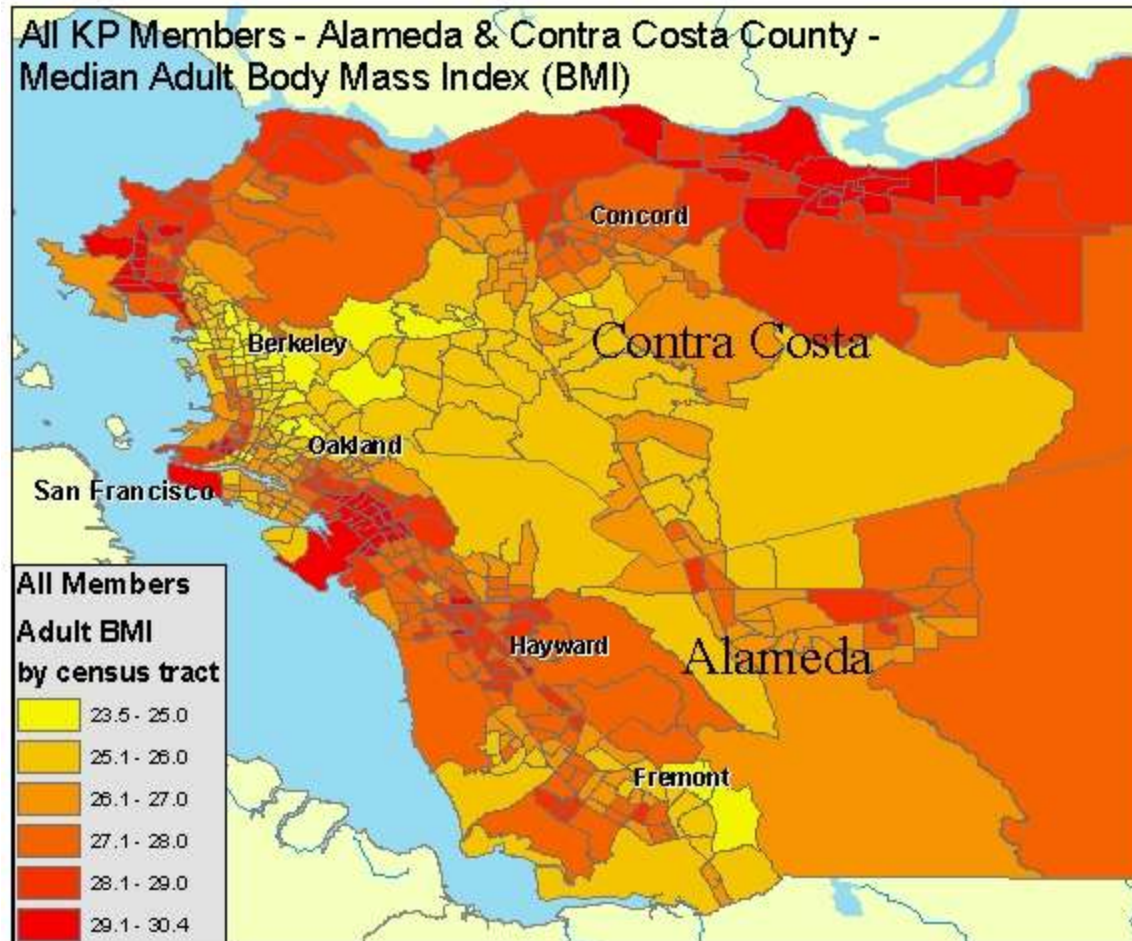 All KP Members - Alameda & Contra Costa County -
Median Adult Body Mass Index (BMI)
Concord
Contra Costa
Berkeley
Oakland
San Francisco
Hayward
Alameda
Fremont
All Members
Adult BMI
by census tract
23.5 - 25.0
25.1 - 26.0
26.1 - 27.0
27.1 - 28.0
28.1 - 29.0
29.1 - 30.4